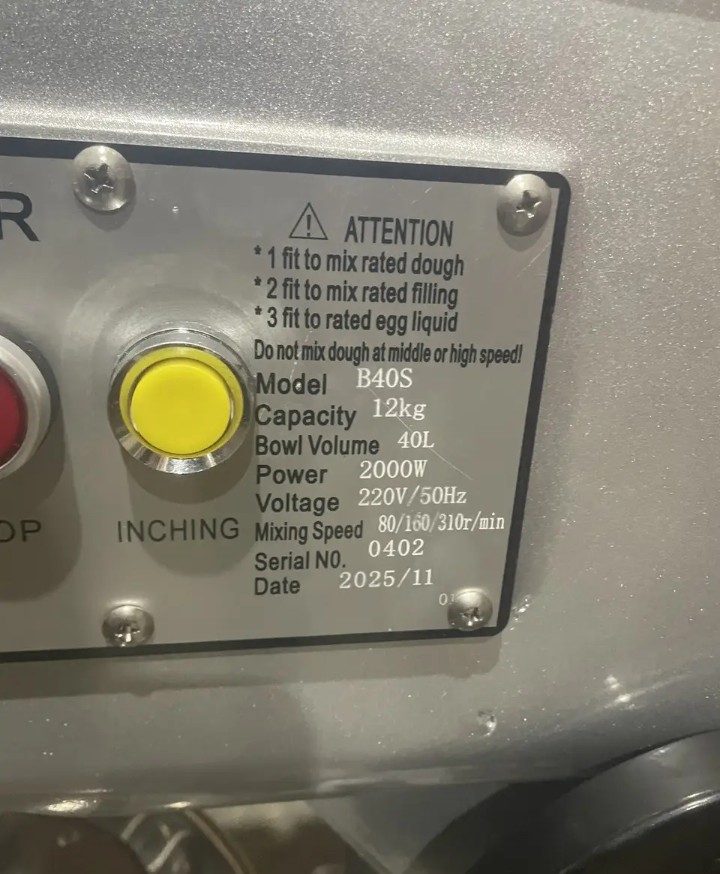 R
ATTENTION
* 1 fit to mix rated dough
* 2 fit to mix rated filling
* 3 fit to rated egg liquid
Do not mix dough at middle or high speed!
Model B40S
Capacity 12kg
Bowl Volume 40L
Power 2000W
Voltage 220V/50Hz
Mixing Speed 80/160/310r/min
Serial NO. 0402
Date 2025/11
OP
INCHING